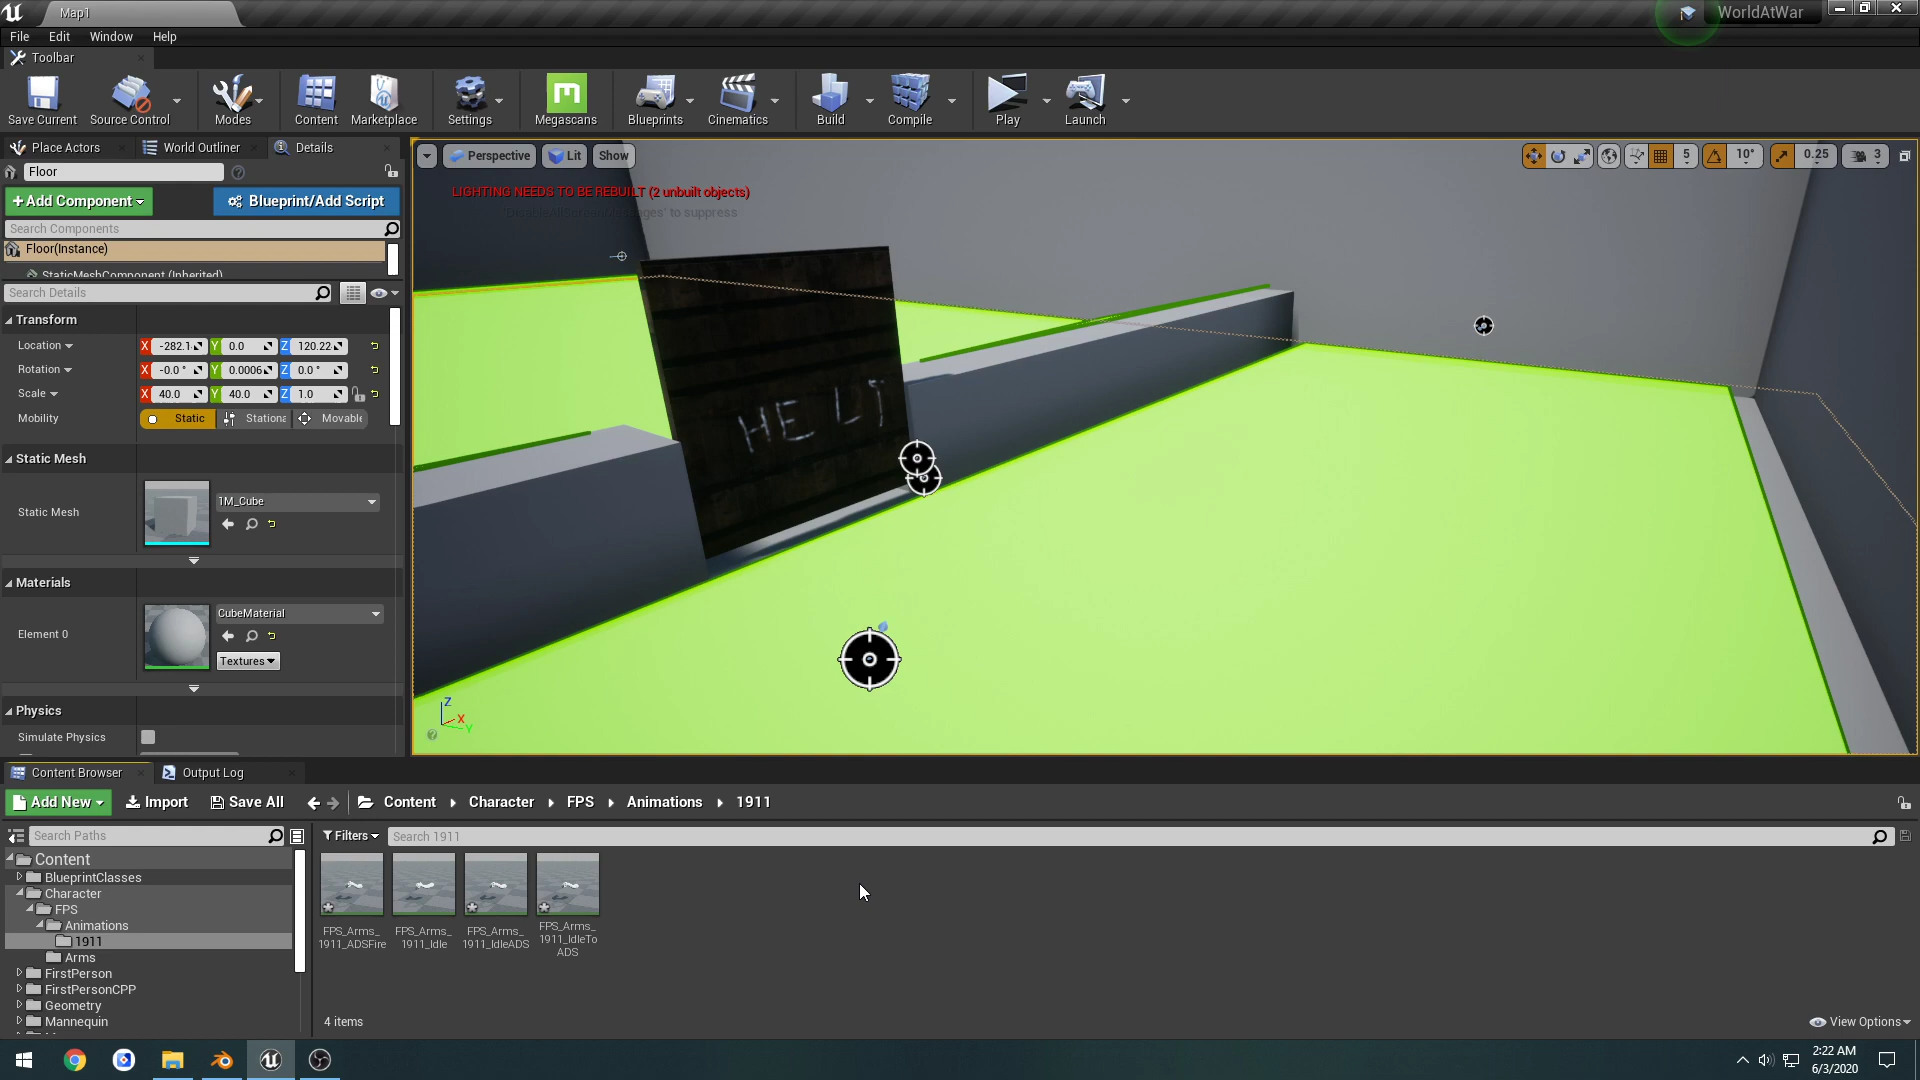 Map1
WorldAtWar
File Edit Window Help
Toolbar
Save Current Source Control Modes Content Marketplace Settings Megascans Blueprints Cinematics Build Compile Play Launch
Place Actors World Outliner Details
Floor
+Add Component Blueprint/Add Script
Search Components
Floor(Instance)
StaticMeshComponent (Inherited)
Search Details
Transform
Location X -282.1 Y 0.0 Z 120.22
Rotation X -0.0 ° Y 0.0006 Z 0.0 °
Scale X 40.0 Y 40.0 Z 1.0
Mobility Static Stationa Movable
Static Mesh
Static Mesh 1M_Cube
Materials
Element 0 CubeMaterial
Textures
Physics
Simulate Physics
Perspective Lit Show
5 10° 0.25 3
LIGHTING NEEDS TO BE REBUILT (2 unbuilt objects)
'DisableAllScreenMessages' to suppress
Z
X
Y
Content Browser Output Log
Add New Import Save All Content Character FPS Animations 1911
Search Paths
Filters Search 1911
Content
BlueprintClasses
Character
FPS
Animations
1911
Arms
FirstPerson
FirstPersonCPP
Geometry
Mannequin
FPS_Arms_
1911_ADSFire
FPS_Arms_
1911_Idle
FPS_Arms_
1911_IdleADS
FPS_Arms_
1911_IdleTo
ADS
4 items
View Options
2:22 AM
6/3/2020